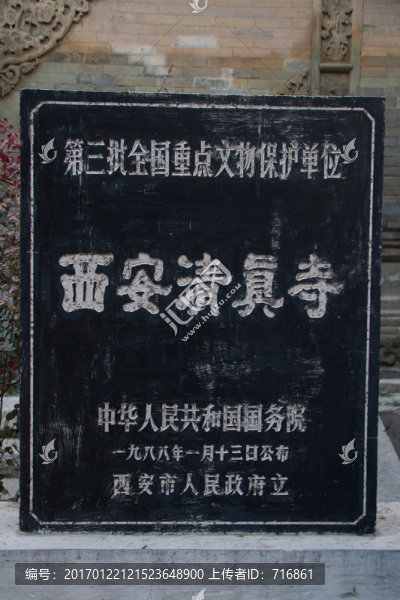 第三批全国重点文物保护单位
西安清真寺
中华人民共和国国务院
一九八八年一月十三日公布
西安市人民政府立
编号：20170122121523648900 上传者ID：716861